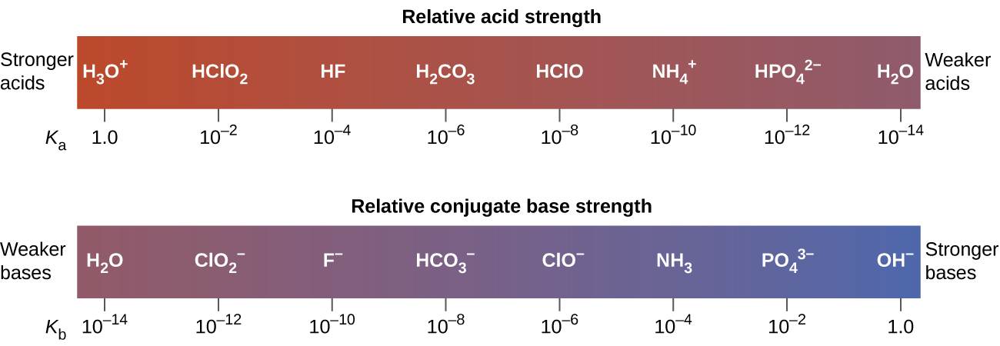 Relative acid strength
Stronger acids H₃O⁺ HClO₂ HF H₂CO₃ HClO NH₄⁺ HPO₄²⁻ H₂O Weaker acids
Kₐ 1.0 10⁻² 10⁻⁴ 10⁻⁶ 10⁻⁸ 10⁻¹⁰ 10⁻¹² 10⁻¹⁴
Relative conjugate base strength
Weaker bases H₂O ClO₂⁻ F⁻ HCO₃⁻ ClO⁻ NH₃ PO₄³⁻ OH⁻ Stronger bases
K_b 10⁻¹⁴ 10⁻¹² 10⁻¹⁰ 10⁻⁸ 10⁻⁶ 10⁻⁴ 10⁻² 1.0